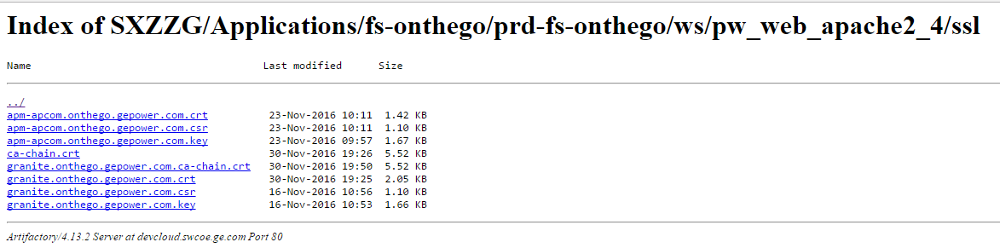 Index of SXZZG/Applications/fs-onthego/prd-fs-onthego/ws/pw_web_apache2_4/ssl
Name Last modified Size
../
apm-apcom.onthego.gepower.com.crt 23-Nov-2016 10:11 1.42 KB
apm-apcom.onthego.gepower.com.csr 23-Nov-2016 10:11 1.10 KB
apm-apcom.onthego.gepower.com.key 23-Nov-2016 09:57 1.67 KB
ca-chain.crt 30-Nov-2016 19:26 5.52 KB
granite.onthego.gepower.com.ca-chain.crt 30-Nov-2016 19:50 5.52 KB
granite.onthego.gepower.com.crt 30-Nov-2016 19:25 2.05 KB
granite.onthego.gepower.com.csr 16-Nov-2016 10:56 1.10 KB
granite.onthego.gepower.com.key 16-Nov-2016 10:53 1.66 KB
Artifactory/4.13.2 Server at devcloud.swcoe.ge.com Port 80